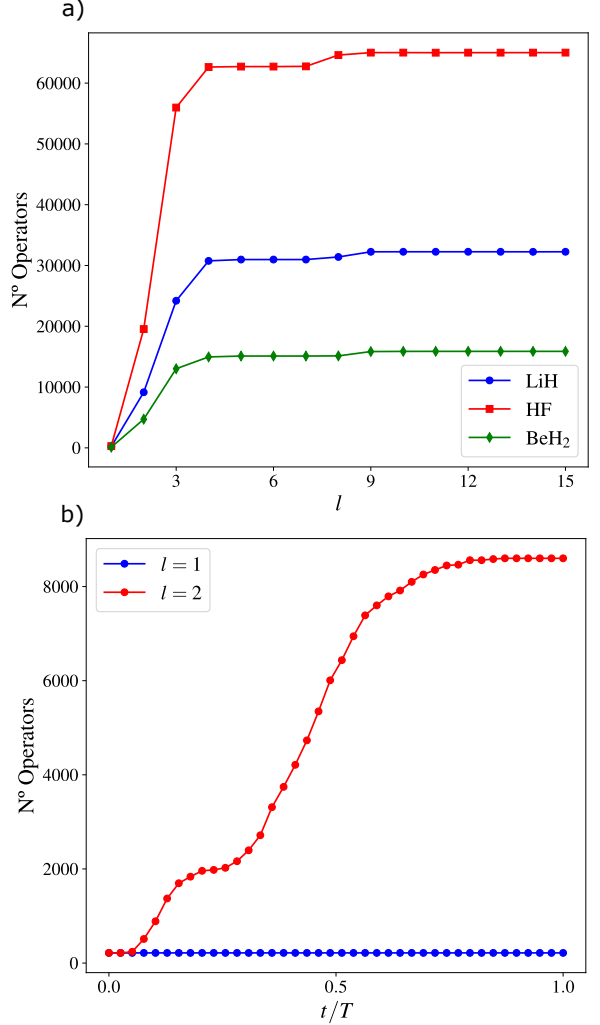 a)
Nº Operators
60000
50000
40000
30000
20000
10000
0
LiH
HF
BeH₂
3
6
9
12
15
l
b)
Nº Operators
8000
6000
4000
2000
0
l = 1
l = 2
0.0
0.5
1.0
t/T